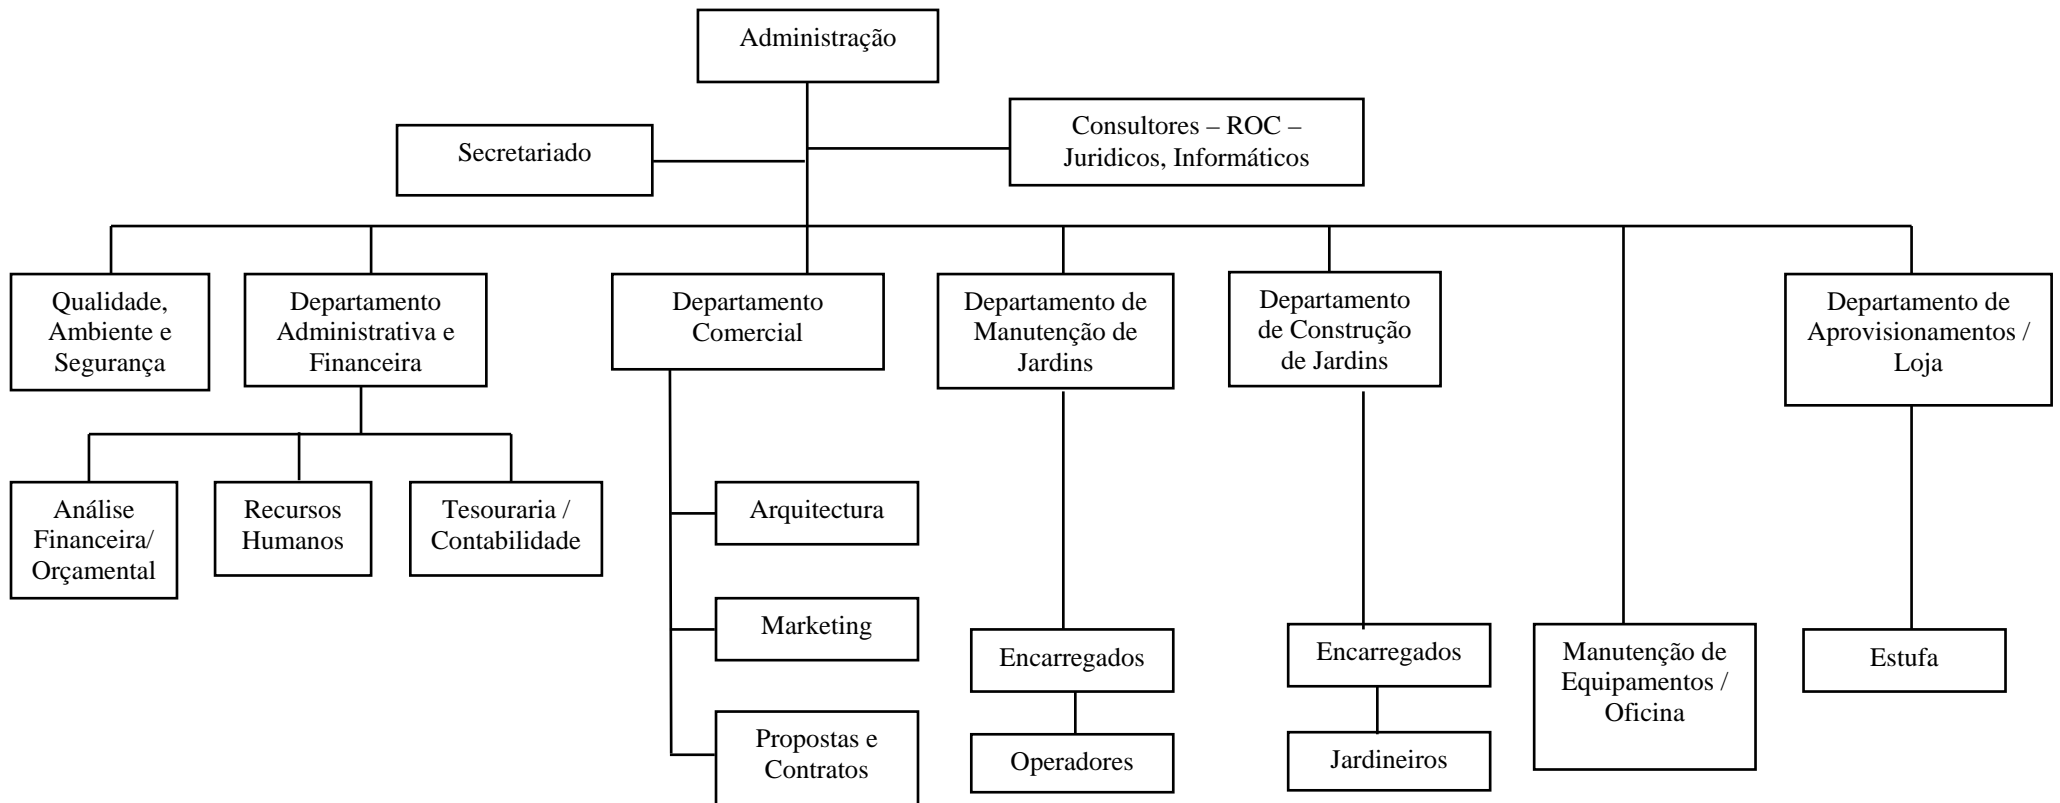 Administração
Secretariado
Consultores – ROC –
Juridicos, Informáticos
Qualidade,
Ambiente e
Segurança
Departamento
Administrativa e
Financeira
Departamento
Comercial
Departamento de
Manutenção de
Jardins
Departamento
de Construção
de Jardins
Departamento de
Aprovisionamentos /
Loja
Análise
Financeira/
Orçamental
Recursos
Humanos
Tesouraria /
Contabilidade
Arquitectura
Marketing
Propostas e
Contratos
Encarregados
Operadores
Encarregados
Jardineiros
Manutenção de
Equipamentos /
Oficina
Estufa